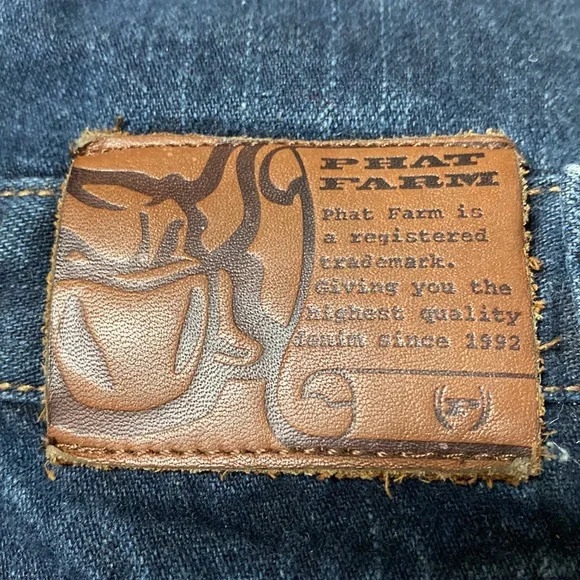 PHAT
FARM
Phat Farm is
a registered
trademark.
Giving you the
highest quality
denim since 1992
P